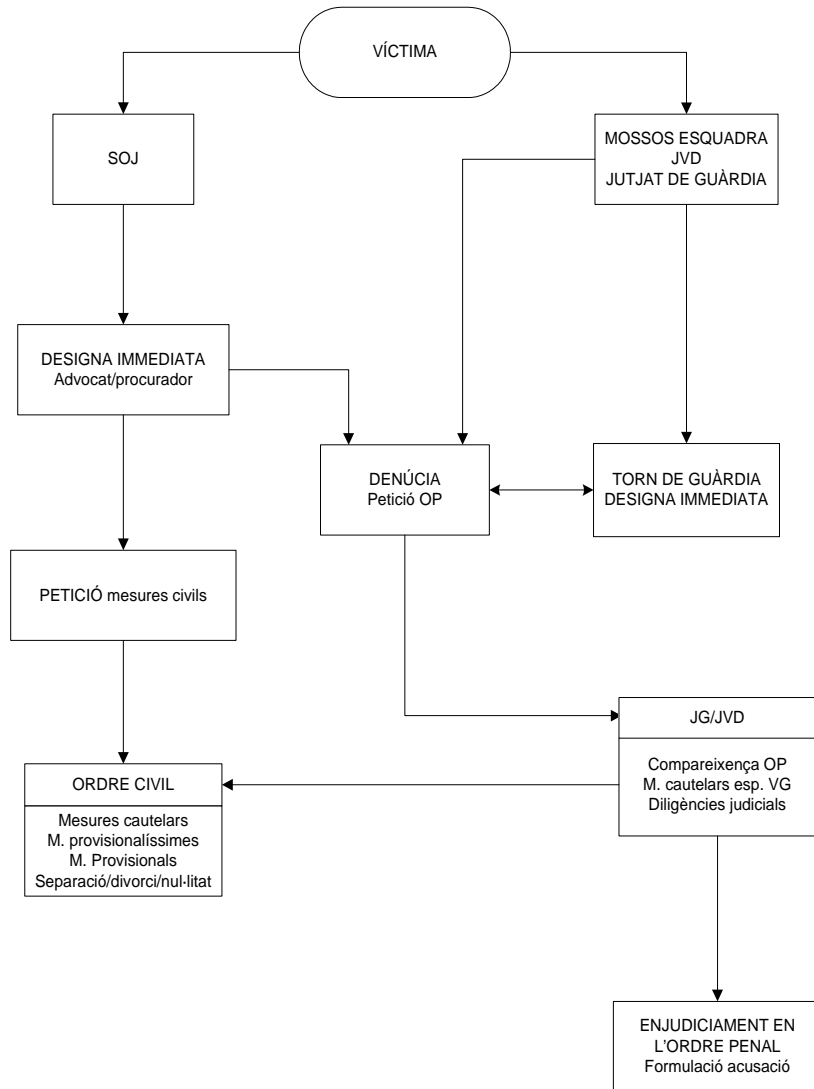 VÍCTIMA
SOJ
MOSSOS ESQUADRA
JVD
JUTJAT DE GUÀRDIA
DESIGNA IMMEDIATA
Advocat/procurador
DENÚCIA
Petició OP
TORN DE GUÀRDIA
DESIGNA IMMEDIATA
PETICIÓ mesures civils
JG/JVD
Compareixença OP
M. cautelars esp. VG
Diligències judicials
ORDRE CIVIL
Mesures cautelars
M. provisionalíssimes
M. Provisionals
Separació/divorci/nul·litat
ENJUDICIAMENT EN
L'ORDRE PENAL
Formulació acusació